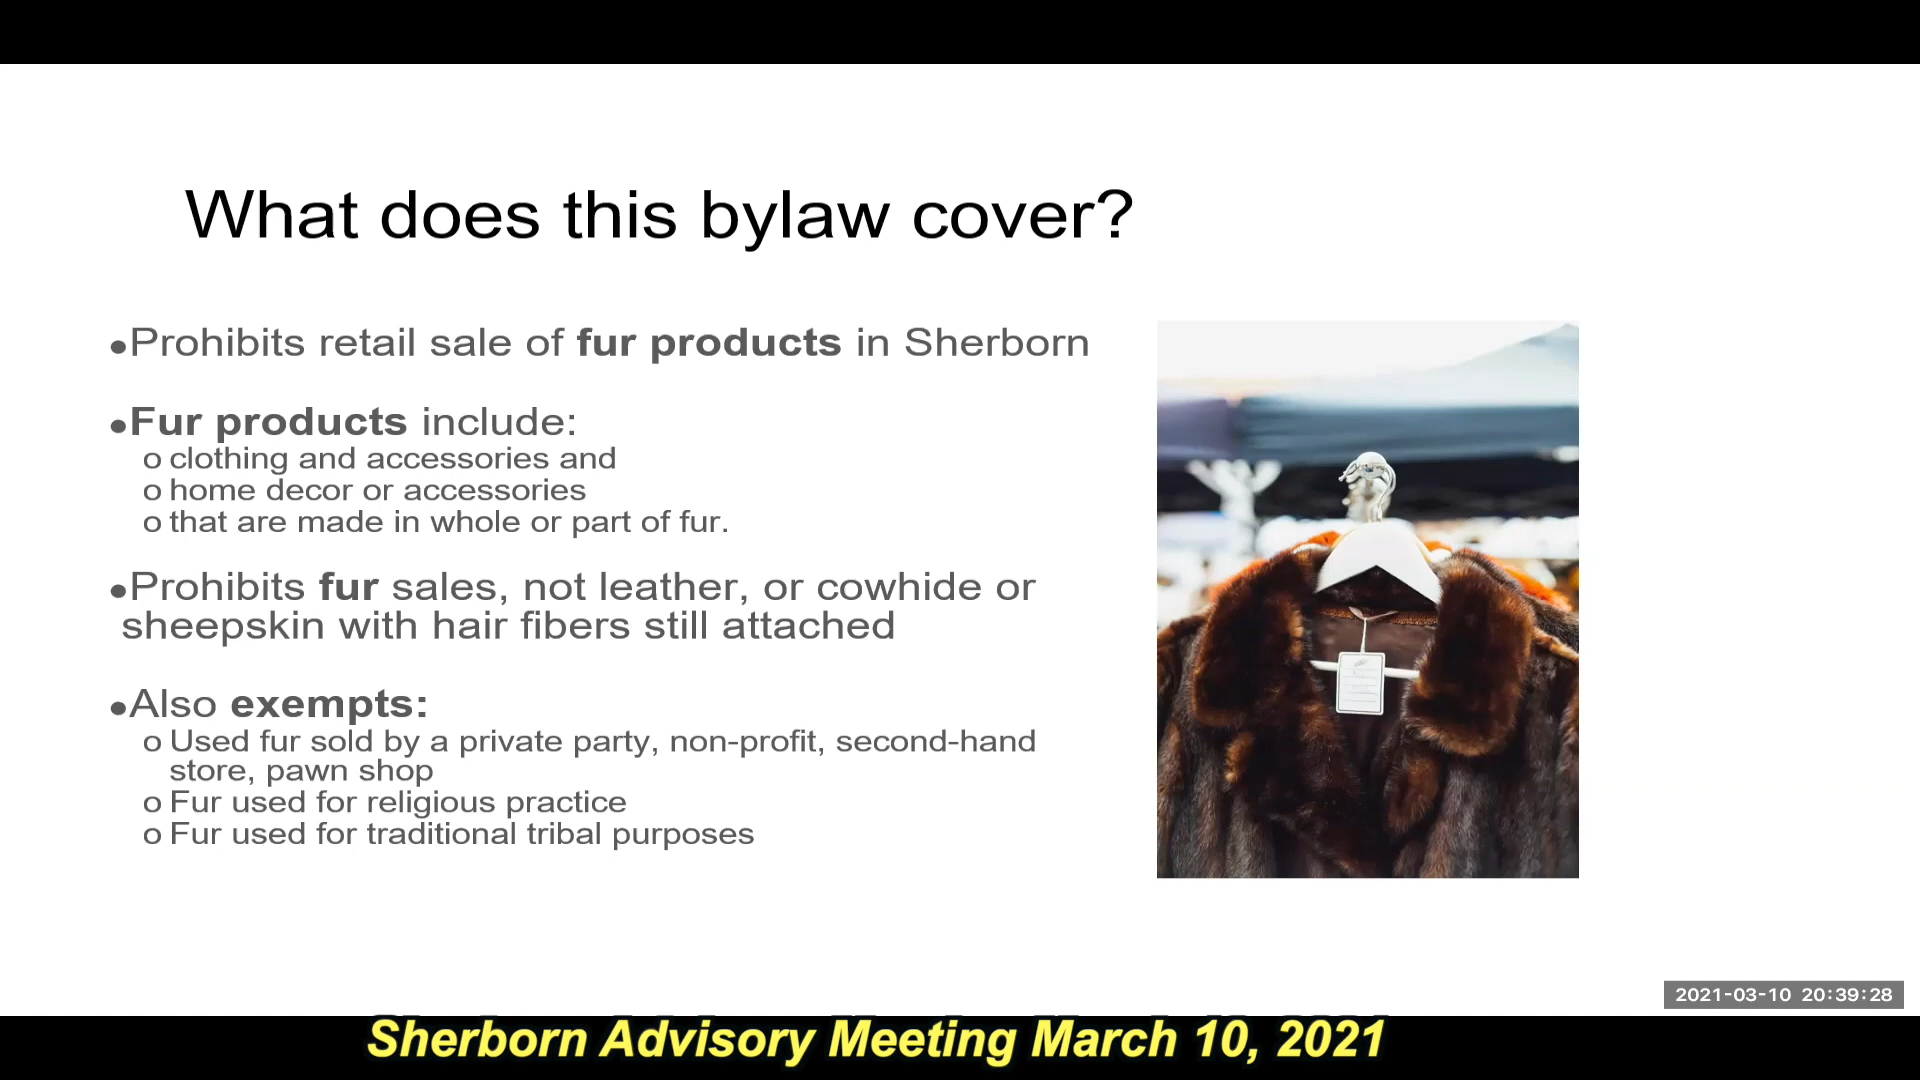 What does this bylaw cover?
•Prohibits retail sale of fur products in Sherborn
•Fur products include:
o clothing and accessories and
o home decor or accessories
o that are made in whole or part of fur.
•Prohibits fur sales, not leather, or cowhide or
sheepskin with hair fibers still attached
•Also exempts:
o Used fur sold by a private party, non-profit, second-hand
store, pawn shop
o Fur used for religious practice
o Fur used for traditional tribal purposes
2021-03-10 20:39:28
Sherborn Advisory Meeting March 10, 2021